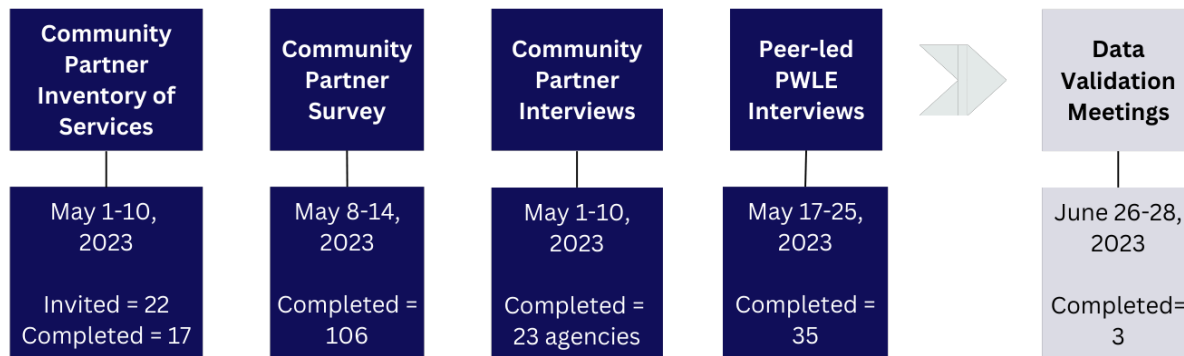 Community
Partner
Inventory of
Services
May 1-10,
2023
Invited = 22
Completed = 17
Community
Partner
Survey
May 8-14,
2023
Completed =
106
Community
Partner
Interviews
May 1-10,
2023
Completed =
23 agencies
Peer-led
PWLE
Interviews
May 17-25,
2023
Completed =
35
Data
Validation
Meetings
June 26-28,
2023
Completed=
3